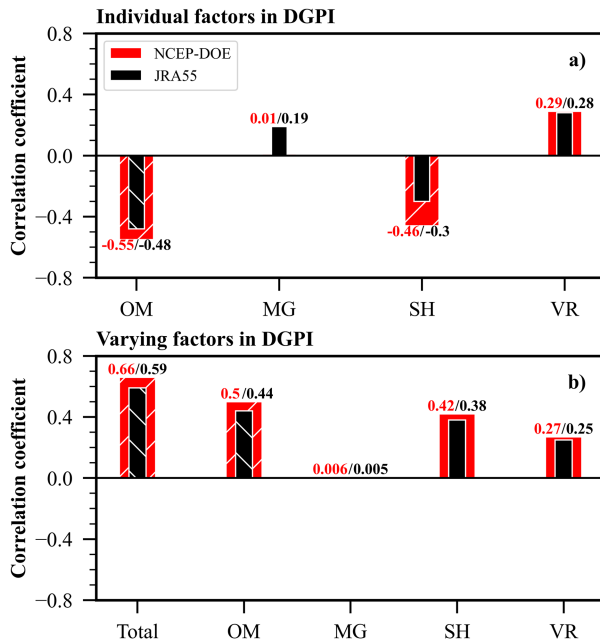 Individual factors in DGPI
Correlation coefficient
0.8
0.4
0.0
−0.4
−0.8
NCEP-DOE
JRA55
a)
-0.55/-0.48
0.01/0.19
-0.46/-0.3
0.29/0.28
OM
MG
SH
VR
Varying factors in DGPI
Correlation coefficient
0.8
0.4
0.0
−0.4
−0.8
b)
0.66/0.59
0.5/0.44
0.006/0.005
0.42/0.38
0.27/0.25
Total
OM
MG
SH
VR